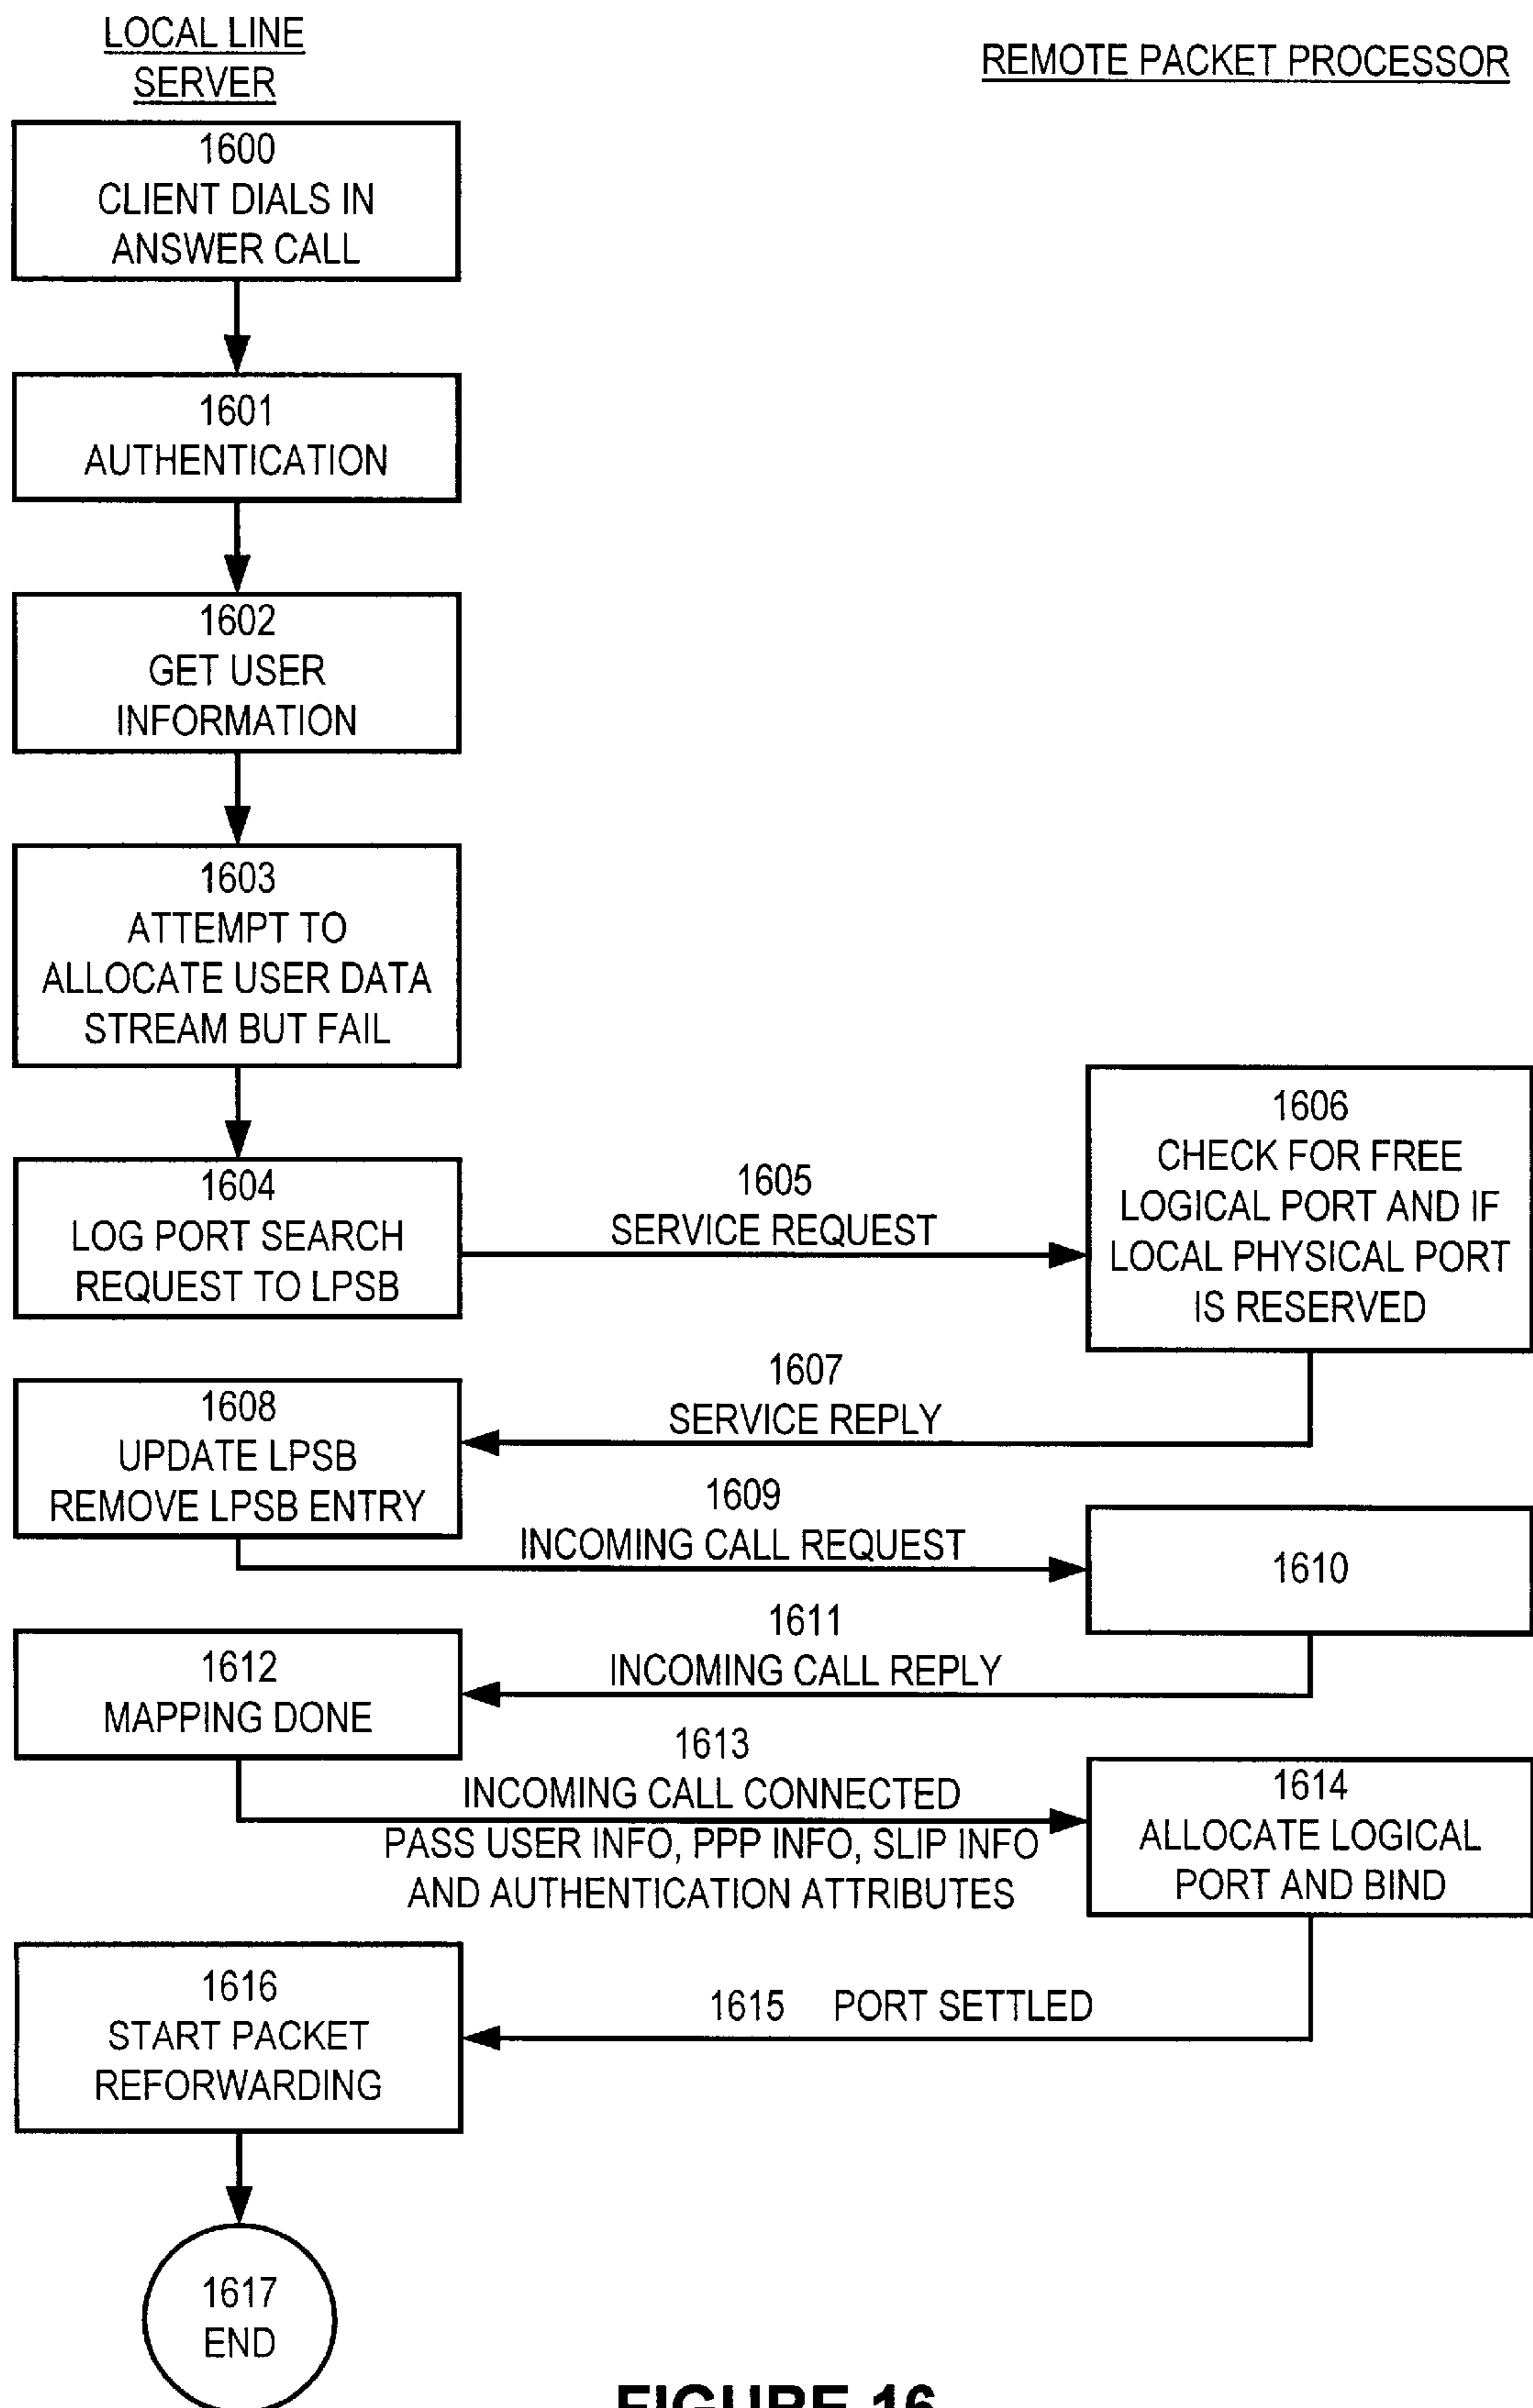 LOCAL LINE
SERVER
REMOTE PACKET PROCESSOR
1600
CLIENT DIALS IN
ANSWER CALL
1601
AUTHENTICATION
1602
GET USER
INFORMATION
1603
ATTEMPT TO
ALLOCATE USER DATA
STREAM BUT FAIL
1604
LOG PORT SEARCH
REQUEST TO LPSB
1605
SERVICE REQUEST
1606
CHECK FOR FREE
LOGICAL PORT AND IF
LOCAL PHYSICAL PORT
IS RESERVED
1607
SERVICE REPLY
1608
UPDATE LPSB
REMOVE LPSB ENTRY
1609
INCOMING CALL REQUEST
1610
1611
INCOMING CALL REPLY
1612
MAPPING DONE
1613
INCOMING CALL CONNECTED
PASS USER INFO, PPP INFO, SLIP INFO
AND AUTHENTICATION ATTRIBUTES
1614
ALLOCATE LOGICAL
PORT AND BIND
1615 PORT SETTLED
1616
START PACKET
REFORWARDING
1617
END
FIGURE 16